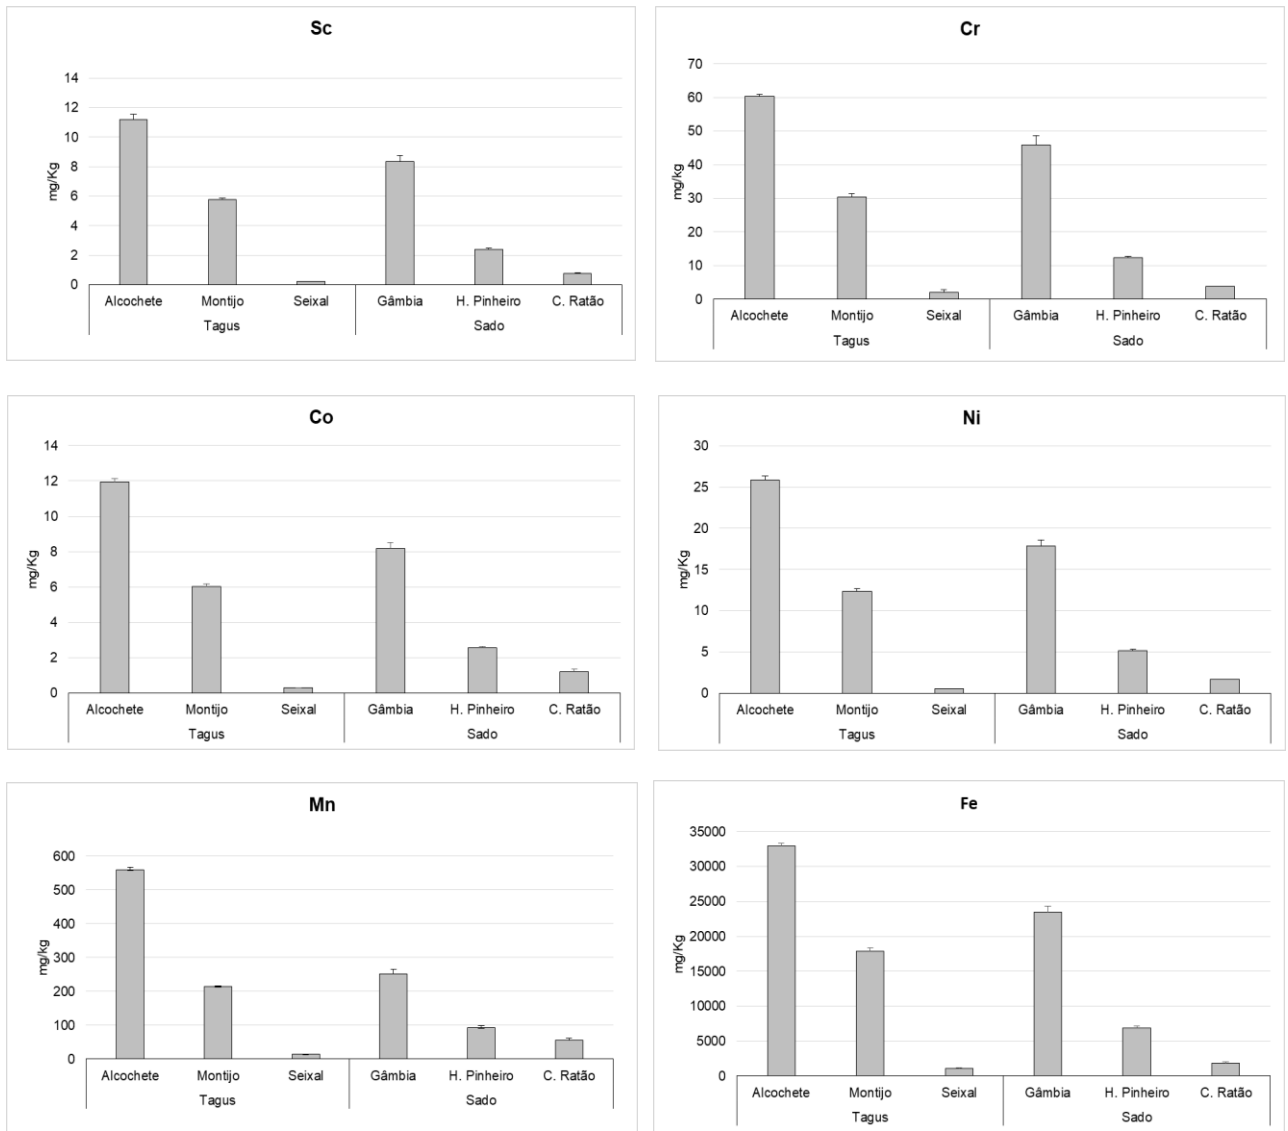 Sc
14
12
10
8
6
4
2
0
mg/Kg
Alcochete Montijo Seixal Gâmbia H. Pinheiro C. Ratão
Tagus Sado
Cr
70
60
50
40
30
20
10
0
mg/kg
Alcochete Montijo Seixal Gâmbia H. Pinheiro C. Ratão
Tagus Sado
Co
14
12
10
8
6
4
2
0
mg/Kg
Alcochete Montijo Seixal Gâmbia H. Pinheiro C. Ratão
Tagus Sado
Ni
30
25
20
15
10
5
0
mg/Kg
Alcochete Montijo Seixal Gâmbia H. Pinheiro C. Ratão
Tagus Sado
Mn
600
500
400
300
200
100
0
mg/kg
Alcochete Montijo Seixal Gâmbia H. Pinheiro C. Ratão
Tagus Sado
Fe
35000
30000
25000
20000
15000
10000
5000
0
mg/Kg
Alcochete Montijo Seixal Gâmbia H. Pinheiro C. Ratão
Tagus Sado